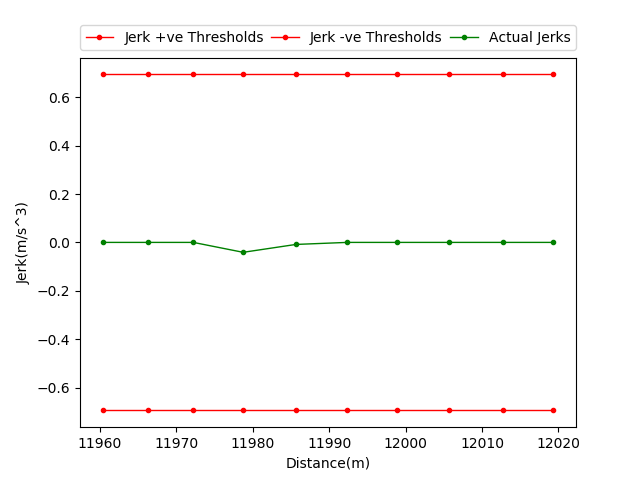 Jerk +ve Thresholds Jerk -ve Thresholds Actual Jerks
0.6
0.4
0.2
0.0
−0.2
−0.4
−0.6
Jerk(m/s^3)
11960 11970 11980 11990 12000 12010 12020
Distance(m)